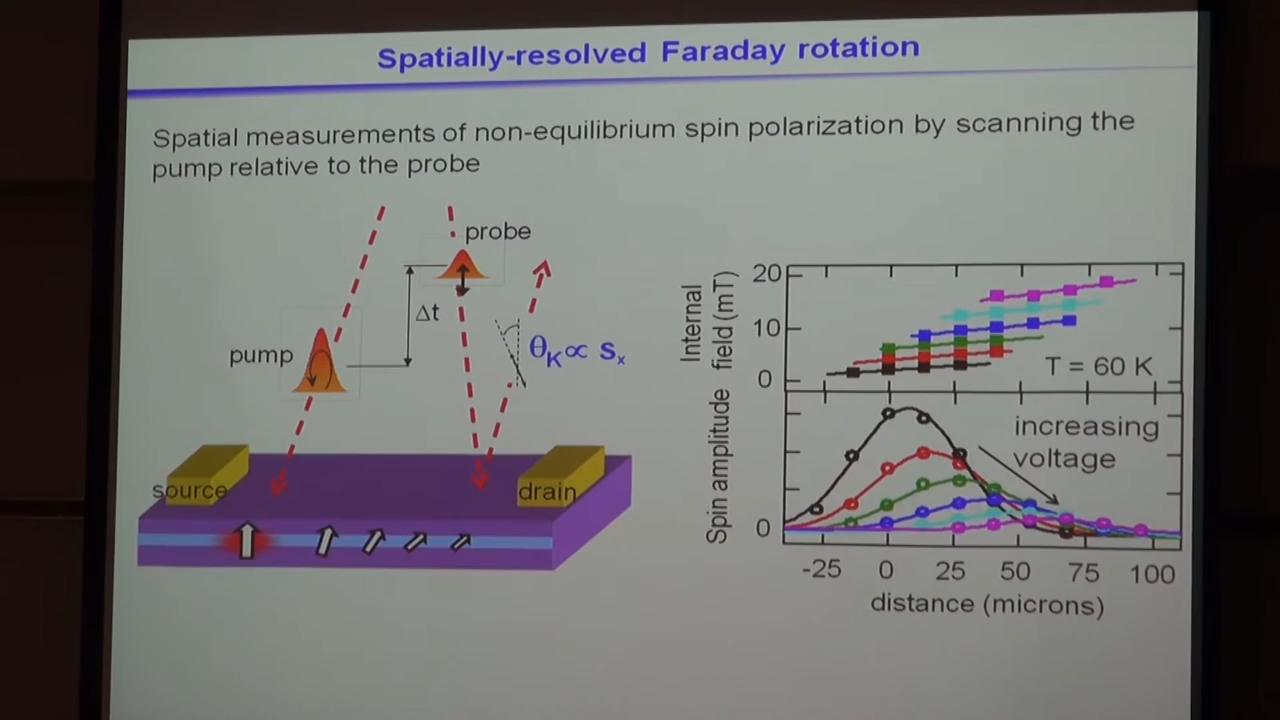 Spatially-resolved Faraday rotation
Spatial measurements of non-equilibrium spin polarization by scanning the
pump relative to the probe
probe
Δt
pump
θK∝ sx
source
drain
Internal
field (mT)
20
10
0
T = 60 K
Spin amplitude
0
increasing
voltage
-25 0 25 50 75 100
distance (microns)